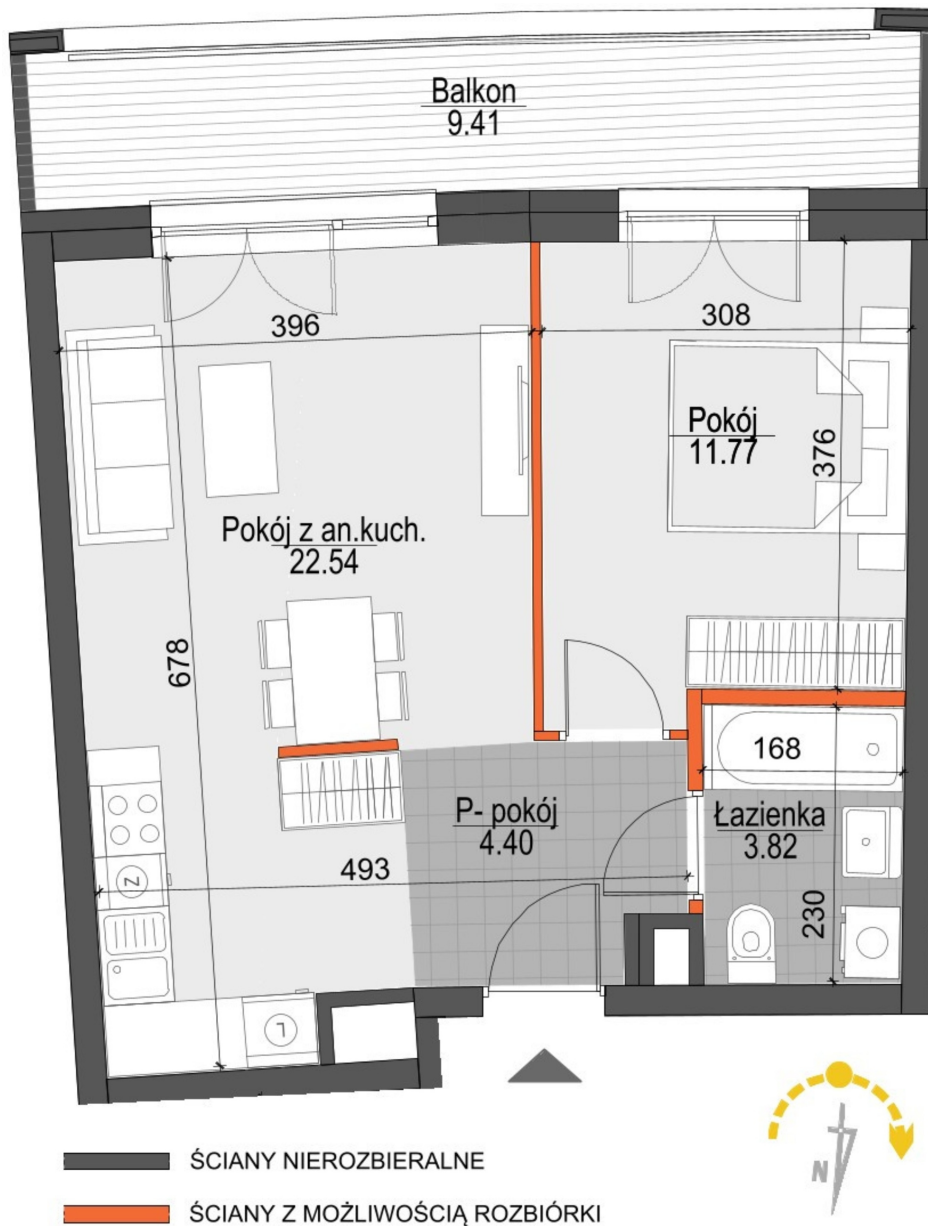 Balkon
9.41
396
308
Pokój
11.77
376
Pokój z an.kuch.
22.54
678
168
P- pokój
4.40
Łazienka
3.82
493
Z
230
L
N
ŚCIANY NIEROZBIERALNE
ŚCIANY Z MOŻLIWOŚCIĄ ROZBIÓRKI